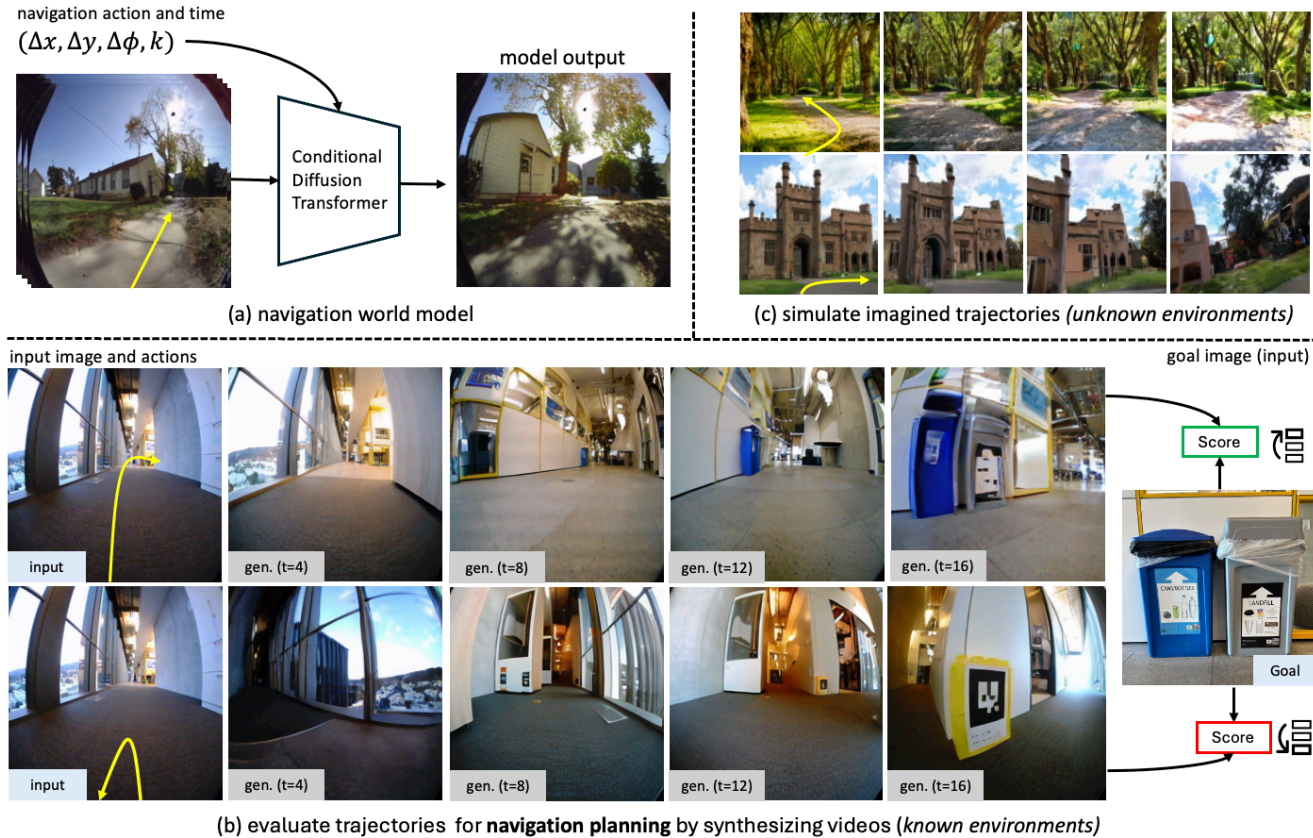 navigation action and time
(Δx, Δy, Δϕ, k)
model output
Conditional
Diffusion
Transformer
(a) navigation world model
(c) simulate imagined trajectories (unknown environments)
input image and actions
goal image (input)
input
gen. (t=4)
gen. (t=8)
gen. (t=12)
gen. (t=16)
Score
CANS/BOTTLES
LANDFILL
Goal
input
gen. (t=4)
gen. (t=8)
gen. (t=12)
gen. (t=16)
Score
(b) evaluate trajectories for navigation planning by synthesizing videos (known environments)